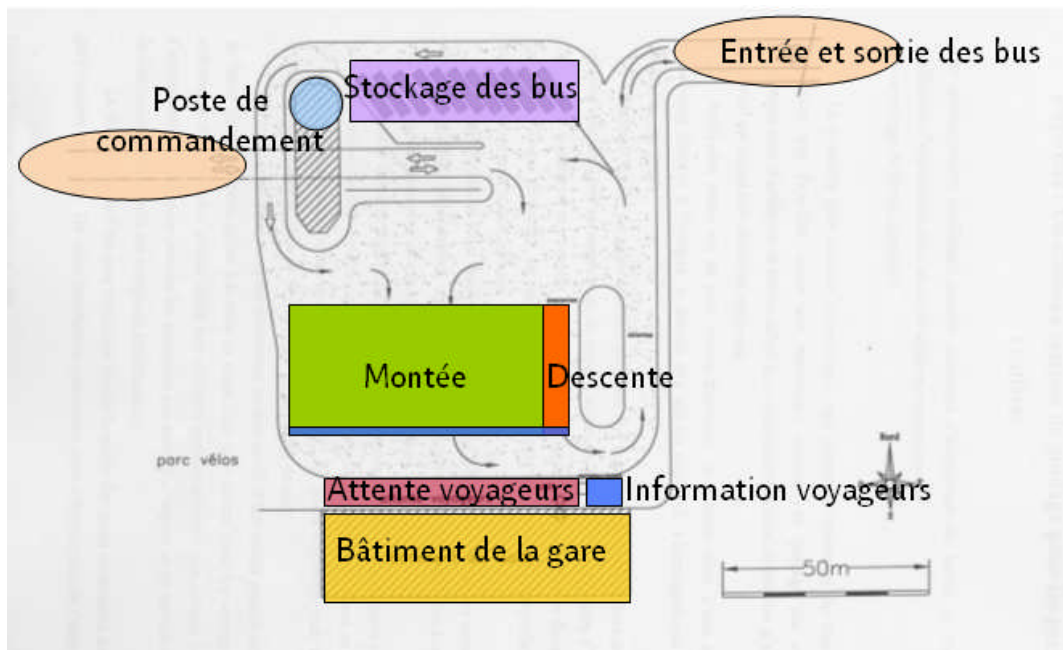 Entrée et sortie des bus
Stockage des bus
Poste de
commandement
Montée
Descente
parc vélos
Nord
Attente voyageurs
Information voyageurs
Bâtiment de la gare
50m